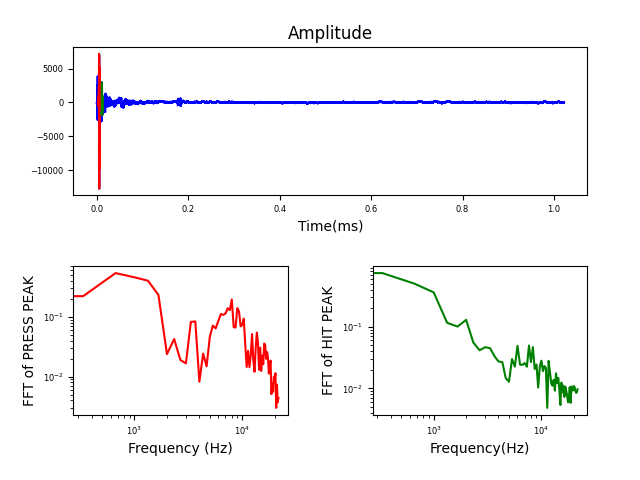 Amplitude
5000
0
−5000
−10000
0.0 0.2 0.4 0.6 0.8 1.0
Time(ms)
FFT of PRESS PEAK
10⁻¹
10⁻²
10³ 10⁴
Frequency (Hz)
FFT of HIT PEAK
10⁻¹
10⁻²
10³ 10⁴
Frequency(Hz)